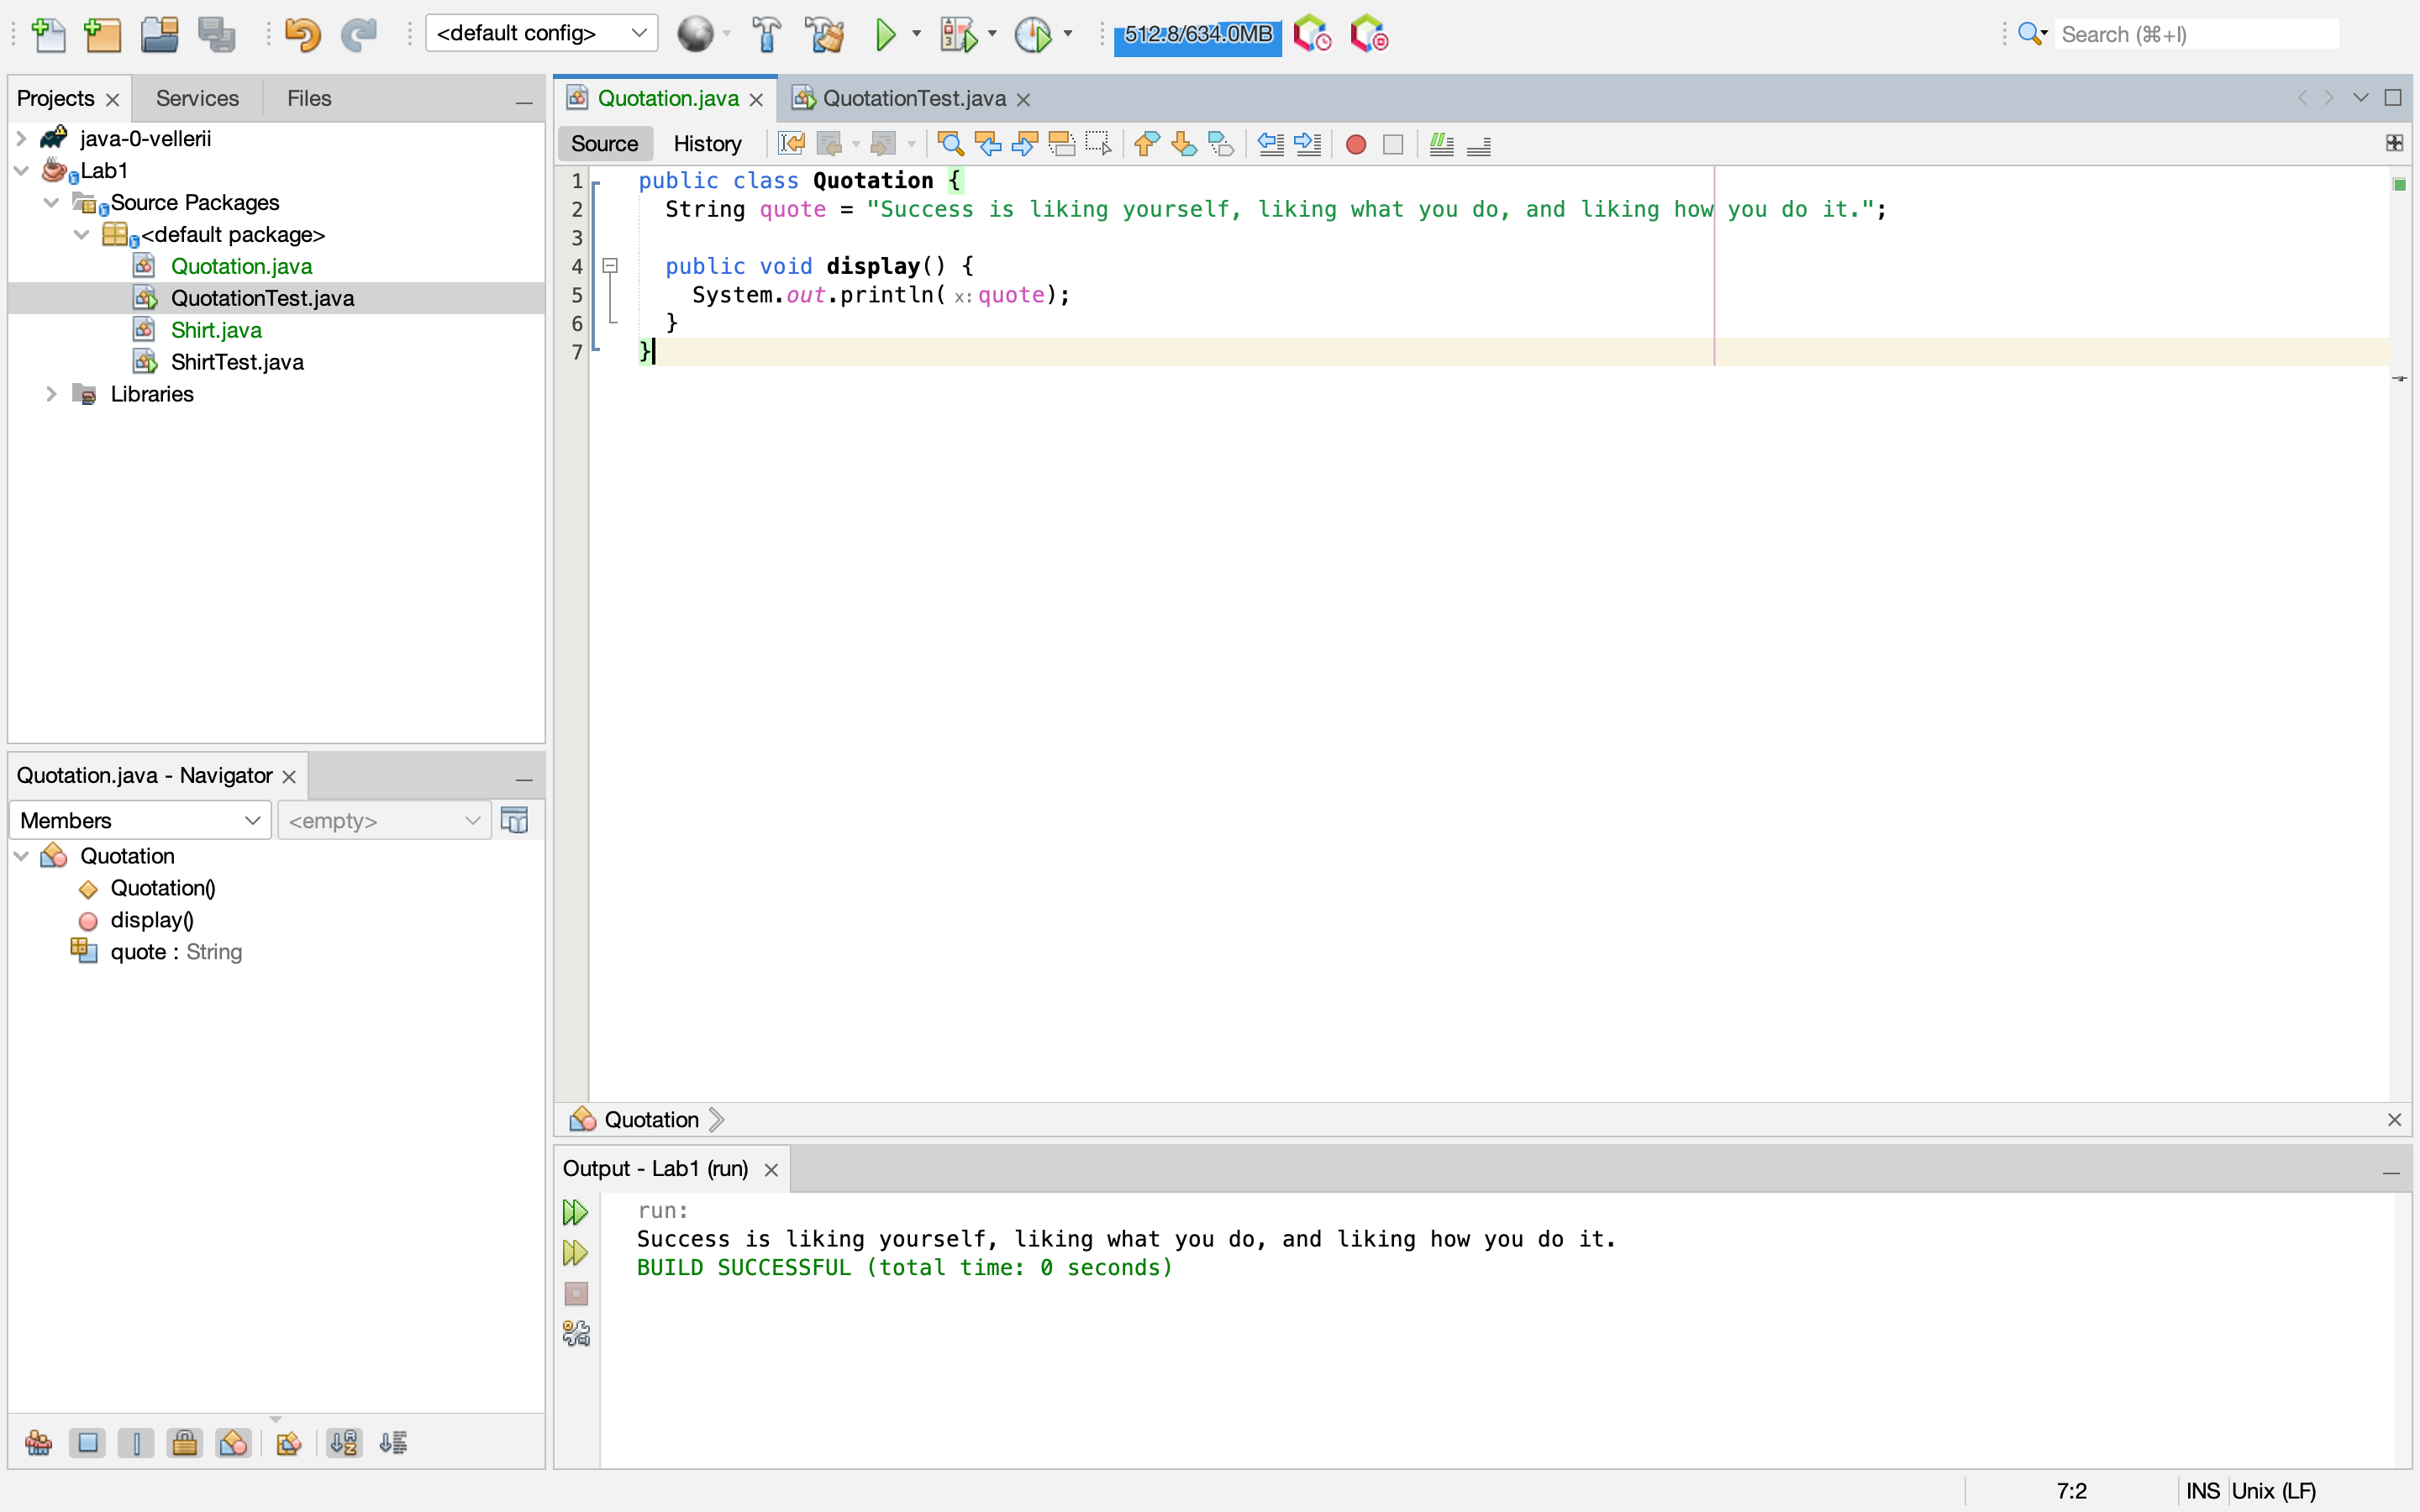 <default config>
512.8/634.0MB
Search (⌘+I)
Projects
Services
Files
java-0-vellerii
Lab1
Source Packages
<default package>
Quotation.java
QuotationTest.java
Shirt.java
ShirtTest.java
Libraries
Quotation.java - Navigator
Members
<empty>
Quotation
Quotation()
display()
quote : String
Quotation.java
QuotationTest.java
Source
History
1 public class Quotation {
2 String quote = "Success is liking yourself, liking what you do, and liking how you do it.";
3
4 public void display() {
5 System.out.println( x: quote);
6 }
7 }
Quotation
Output - Lab1 (run)
run:
Success is liking yourself, liking what you do, and liking how you do it.
BUILD SUCCESSFUL (total time: 0 seconds)
7:2
INS
Unix (LF)